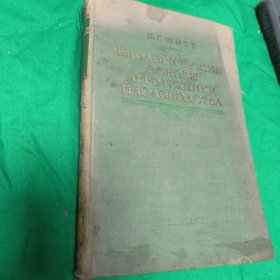 П.Г.ШИТТ
БИОЛОГИЧЕСКИЕ
ОСНОВЫ
АГРОТЕХНИКИ
ПЛОДОВОДСТВА